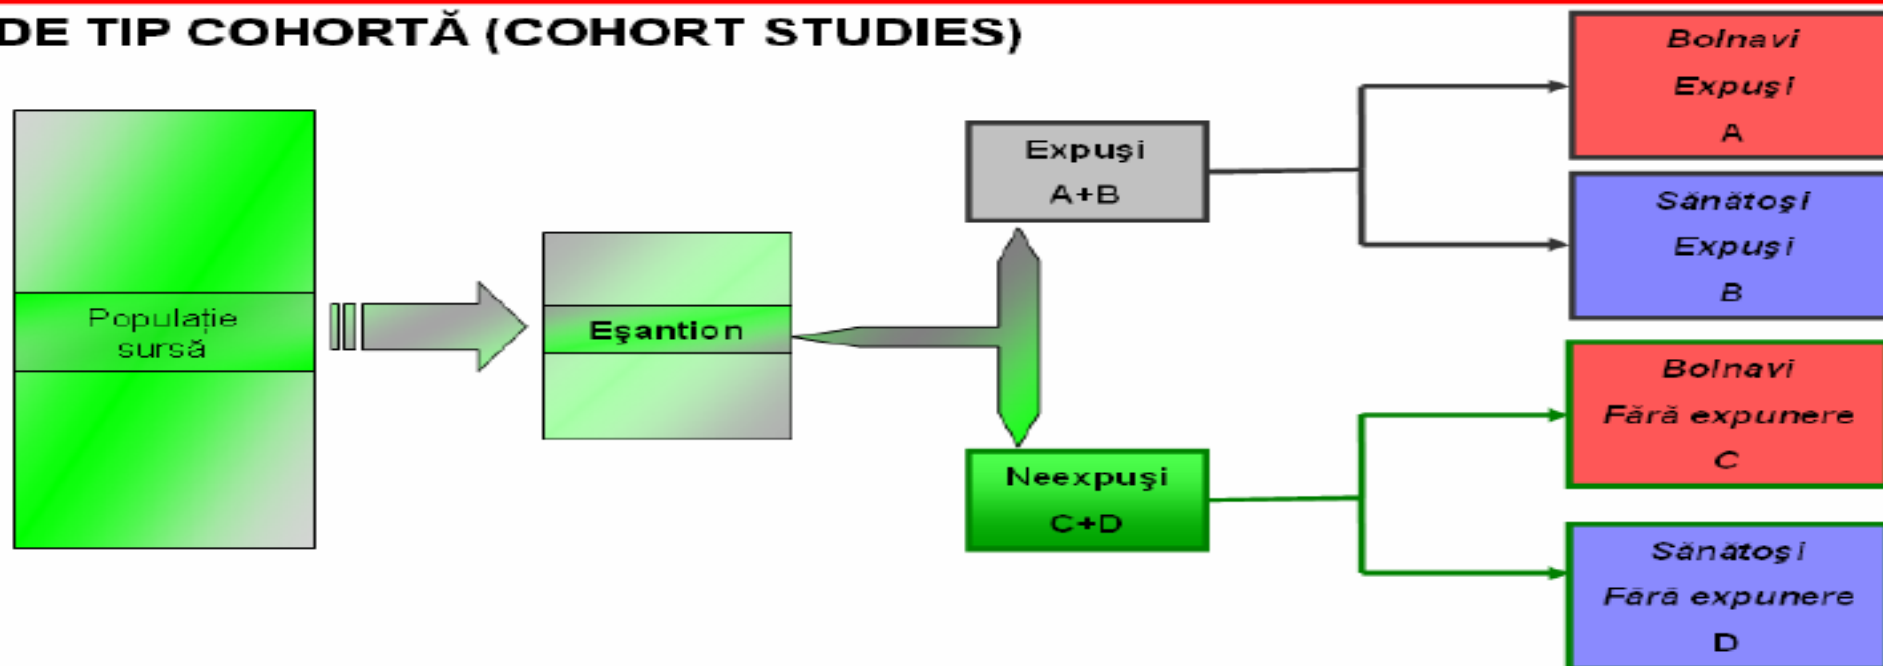 DE TIP COHORTĂ (COHORT STUDIES)
Populație
sursă
Eşantion
Expuşi
A+B
Neexpuşi
C+D
Bolnavi
Expuşi
A
Sănătoşi
Expuşi
B
Bolnavi
Fără expunere
C
Sănătoşi
Fără expunere
D